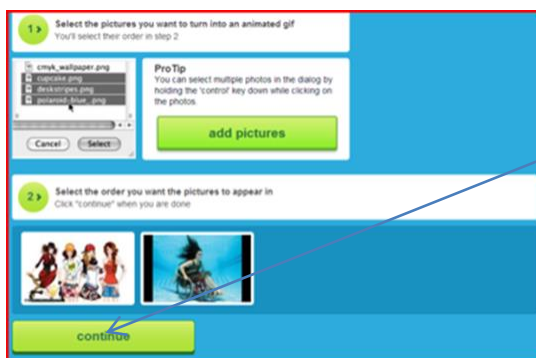 1
Select the pictures you want to turn into an animated gif
You'll select their order in step 2
cmyk_wallpaper.png
cupcake.png
deskstripes.png
polaroid_blue_.png
Cancel
Select
ProTip
You can select multiple photos in the dialog by
holding the 'control' key down while clicking on
the photos.
add pictures
2
Select the order you want the pictures to appear in
Click "continue" when you are done
continue